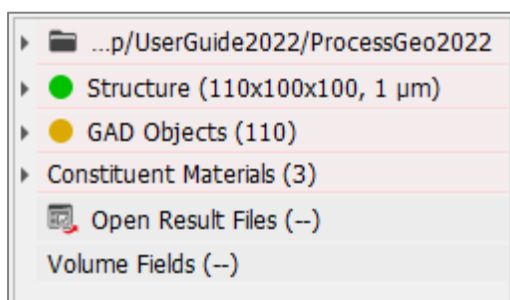 ...p/UserGuide2022/ProcessGeo2022
Structure (110x100x100, 1 µm)
GAD Objects (110)
Constituent Materials (3)
Open Result Files (--)
Volume Fields (--)